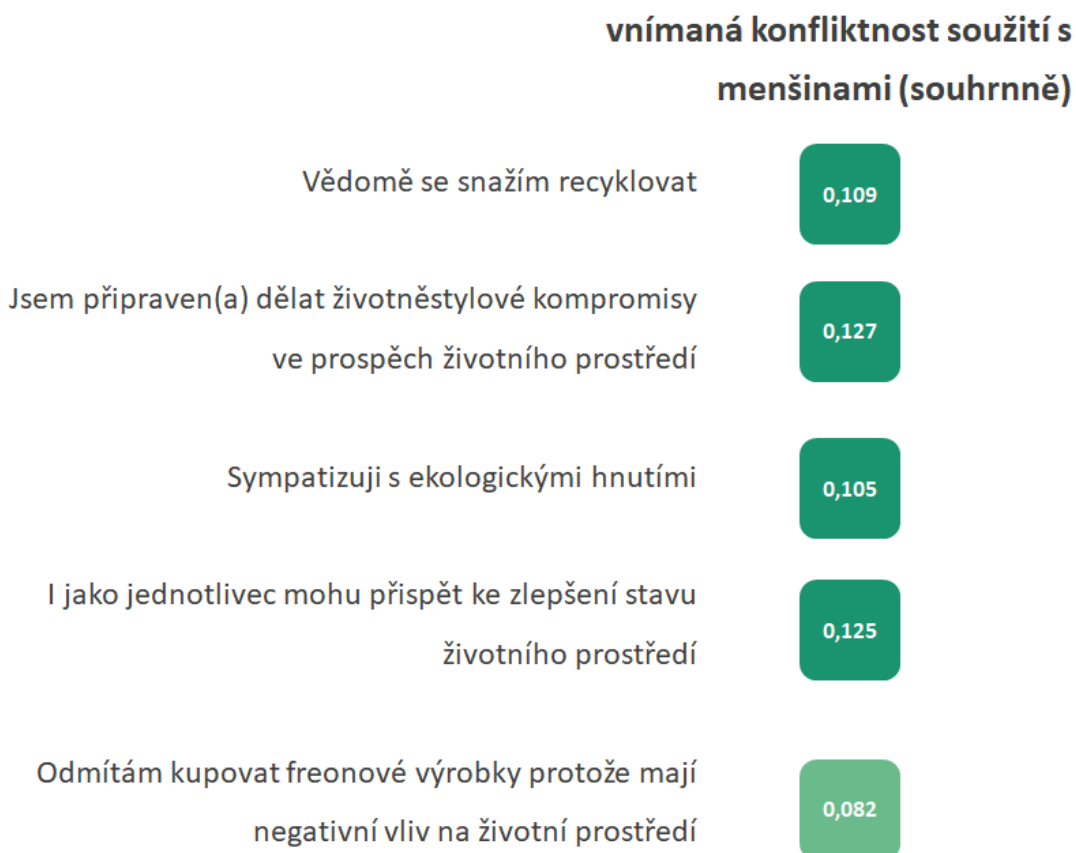 vnímaná konfliktnost soužití s
menšinami (souhrnně)
Vědomě se snažím recyklovat
0,109
Jsem připraven(a) dělat životněstylové kompromisy
ve prospěch životního prostředí
0,127
Sympatizuji s ekologickými hnutími
0,105
I jako jednotlivec mohu přispět ke zlepšení stavu
životního prostředí
0,125
Odmítám kupovat freonové výrobky protože mají
negativní vliv na životní prostředí
0,082